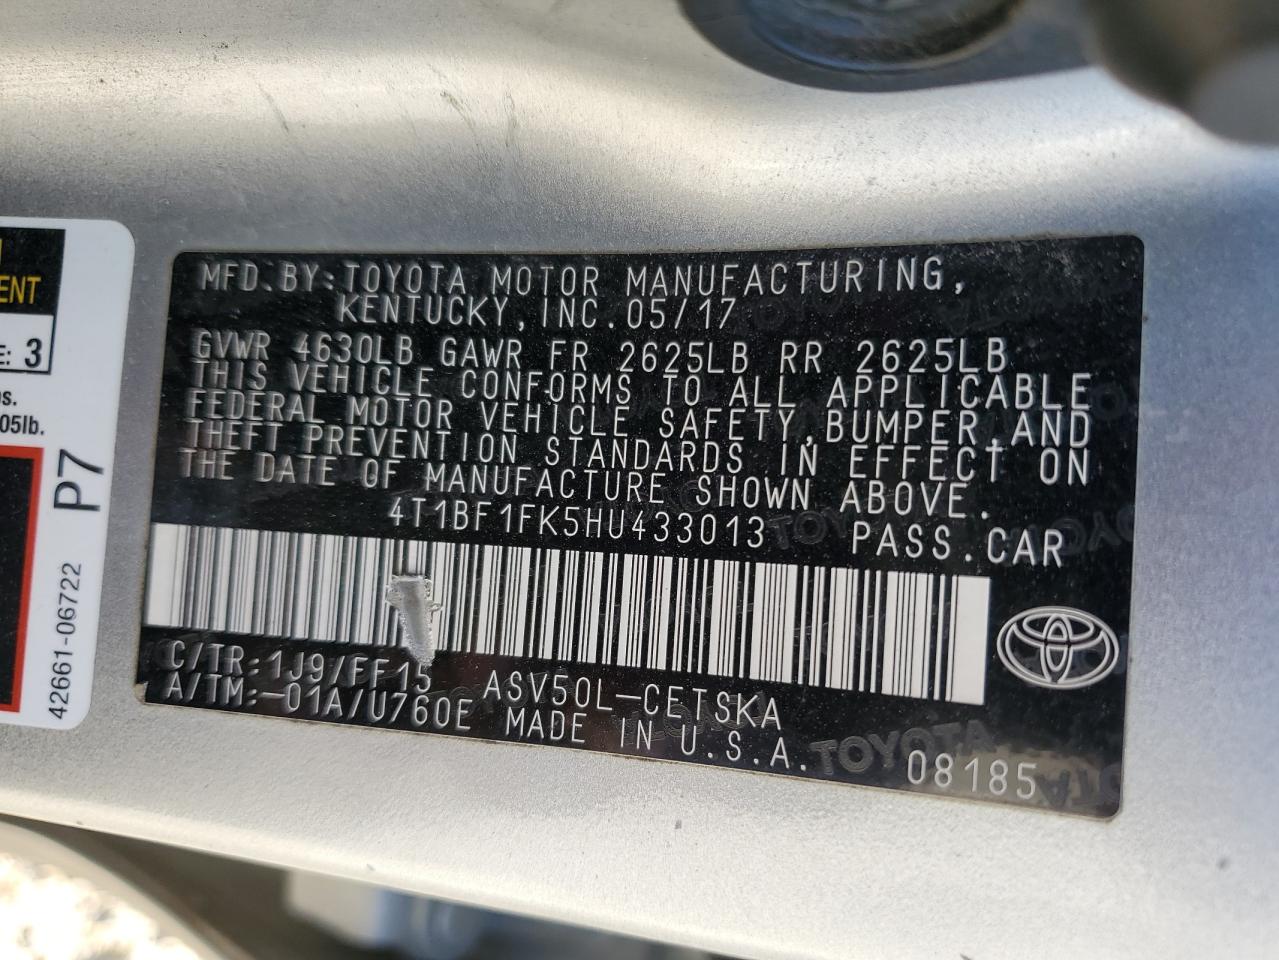 MFD.BY:TOYOTA MOTOR MANUFACTURING,
KENTUCKY,INC.05/17
GVWR 4630LB GAWR FR 2625LB RR 2625LB
THIS VEHICLE CONFORMS TO ALL APPLICABLE
FEDERAL MOTOR VEHICLE SAFETY,BUMPER,AND
THEFT PREVENTION STANDARDS IN EFFECT ON
THE DATE OF MANUFACTURE SHOWN ABOVE.
4T1BF1FK5HU433013 PASS.CAR
C/TR:1J9/FF15 ASV50L-CETSKA
A/TM:-01A/U760E MADE IN U.S.A.
08185
TOYOTA
3
P7
42661-06722